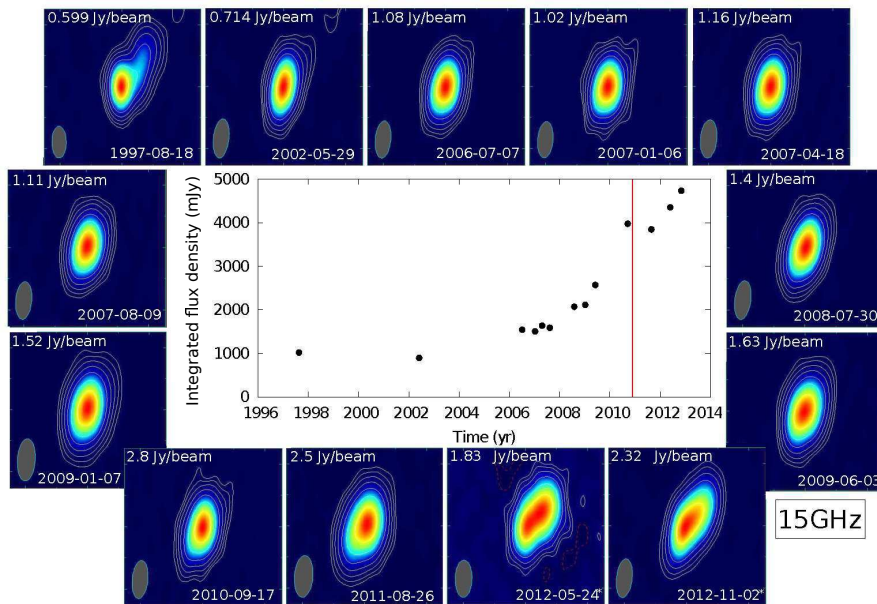 0.599 Jy/beam
1997-08-18
0.714 Jy/beam
2002-05-29
1.08 Jy/beam
2006-07-07
1.02 Jy/beam
2007-01-06
1.16 Jy/beam
2007-04-18
1.11 Jy/beam
2007-08-09
1.4 Jy/beam
2008-07-30
1.52 Jy/beam
2009-01-07
1.63 Jy/beam
2009-06-03
Integrated flux density (mJy)
5000
4000
3000
2000
1000
0
1996 1998 2000 2002 2004 2006 2008 2010 2012 2014
Time (yr)
2.8 Jy/beam
2010-09-17
2.5 Jy/beam
2011-08-26
1.83 Jy/beam
2012-05-24*
2.32 Jy/beam
2012-11-02*
15GHz